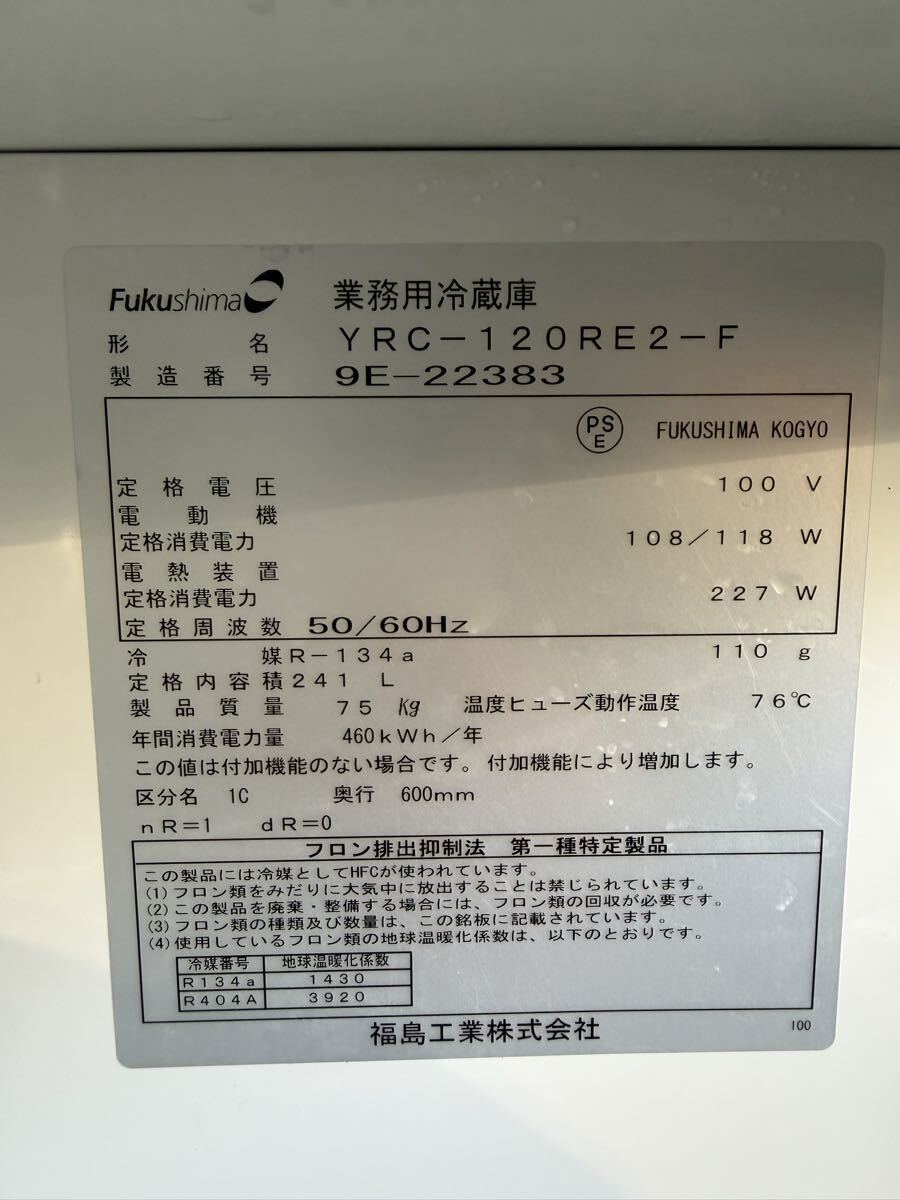 Fukushima 業務用冷蔵庫
形名 YRC-120RE2-F
製造番号 9E-22383
PSE FUKUSHIMA KOGYO
定格電圧 100 V
電動機
定格消費電力 108/118 W
電熱装置
定格消費電力 227 W
定格周波数 50/60Hz
冷媒 R-134a 110 g
定格内容積 241 L
製品質量 75 Kg 温度ヒューズ動作温度 76℃
年間消費電力量 460kWh/年
この値は付加機能のない場合です。付加機能により増加します。
区分名 1C 奥行 600mm
nR=1 dR=0
フロン排出抑制法 第一種特定製品
この製品には冷媒としてHFCが使われています。
(1)フロン類をみだりに大気中に放出することは禁じられています。
(2)この製品を廃棄・整備する場合には、フロン類の回収が必要です。
(3)フロン類の種類及び数量は、この銘板に記載されています。
(4)使用しているフロン類の地球温暖化係数は、以下のとおりです。
冷媒番号 地球温暖化係数
R134a 1430
R404A 3920
福島工業株式会社 100